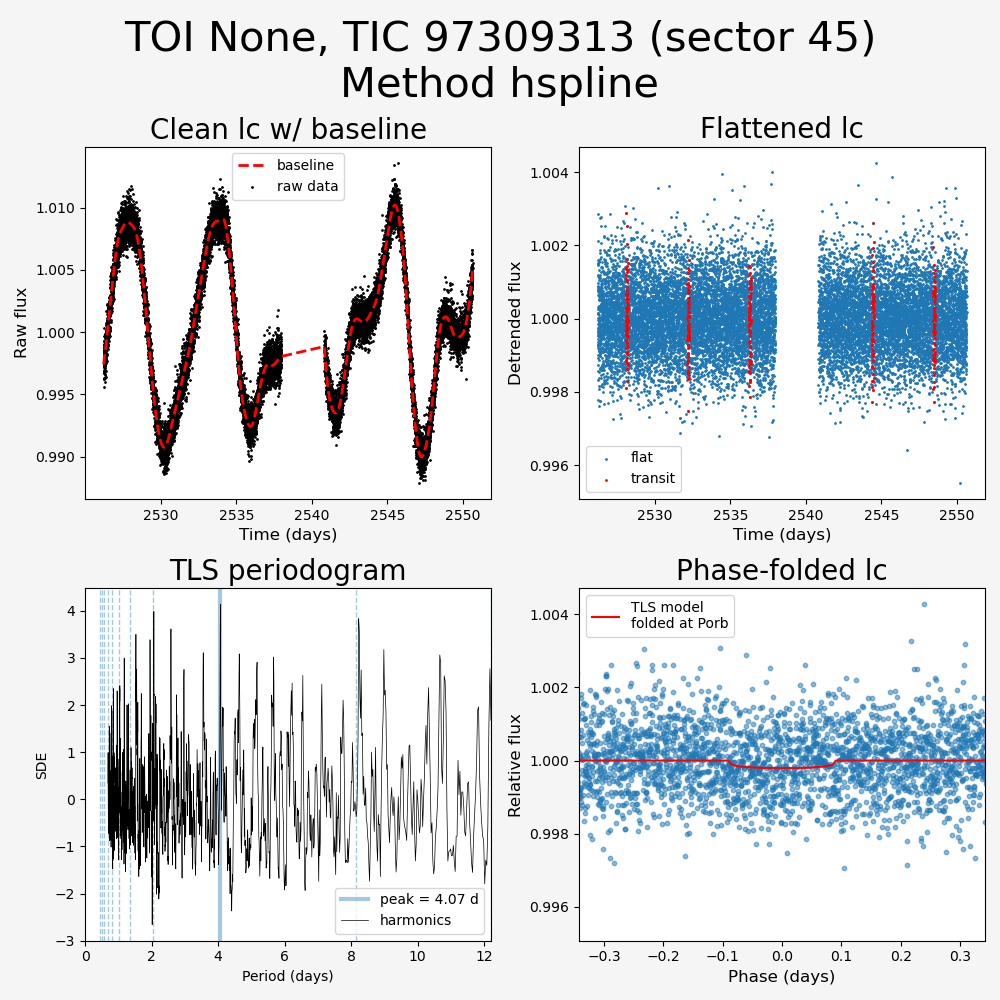 TOI None, TIC 97309313 (sector 45)
Method hspline
Clean lc w/ baseline
baseline
raw data
1.010
1.005
1.000
0.995
0.990
Raw flux
2530
2535
2540
2545
2550
Time (days)
Flattened lc
1.004
1.002
1.000
0.998
0.996
Detrended flux
flat
transit
2530
2535
2540
2545
2550
Time (days)
TLS periodogram
4
3
2
1
0
−1
−2
−3
SDE
peak = 4.07 d
harmonics
0
2
4
6
8
10
12
Period (days)
Phase-folded lc
TLS model
folded at Porb
1.004
1.002
1.000
0.998
0.996
Relative flux
−0.3
−0.2
−0.1
0.0
0.1
0.2
0.3
Phase (days)